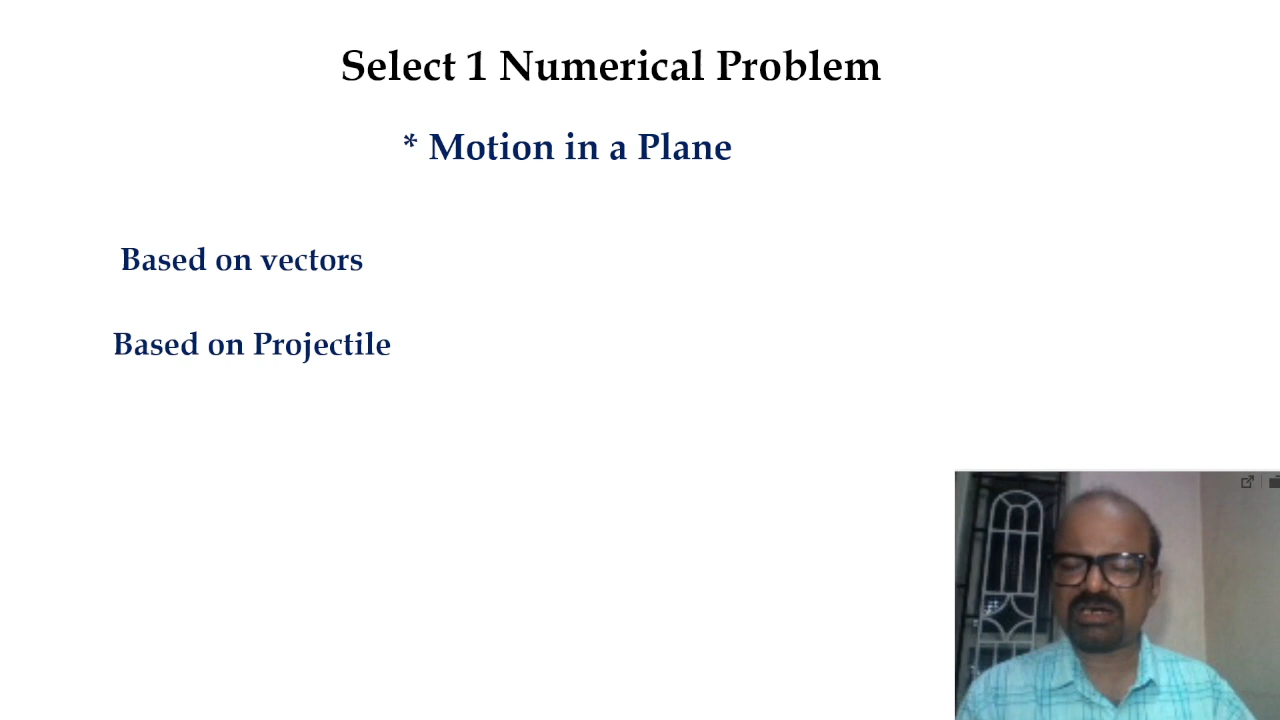 Select 1 Numerical Problem
* Motion in a Plane
Based on vectors
Based on Projectile